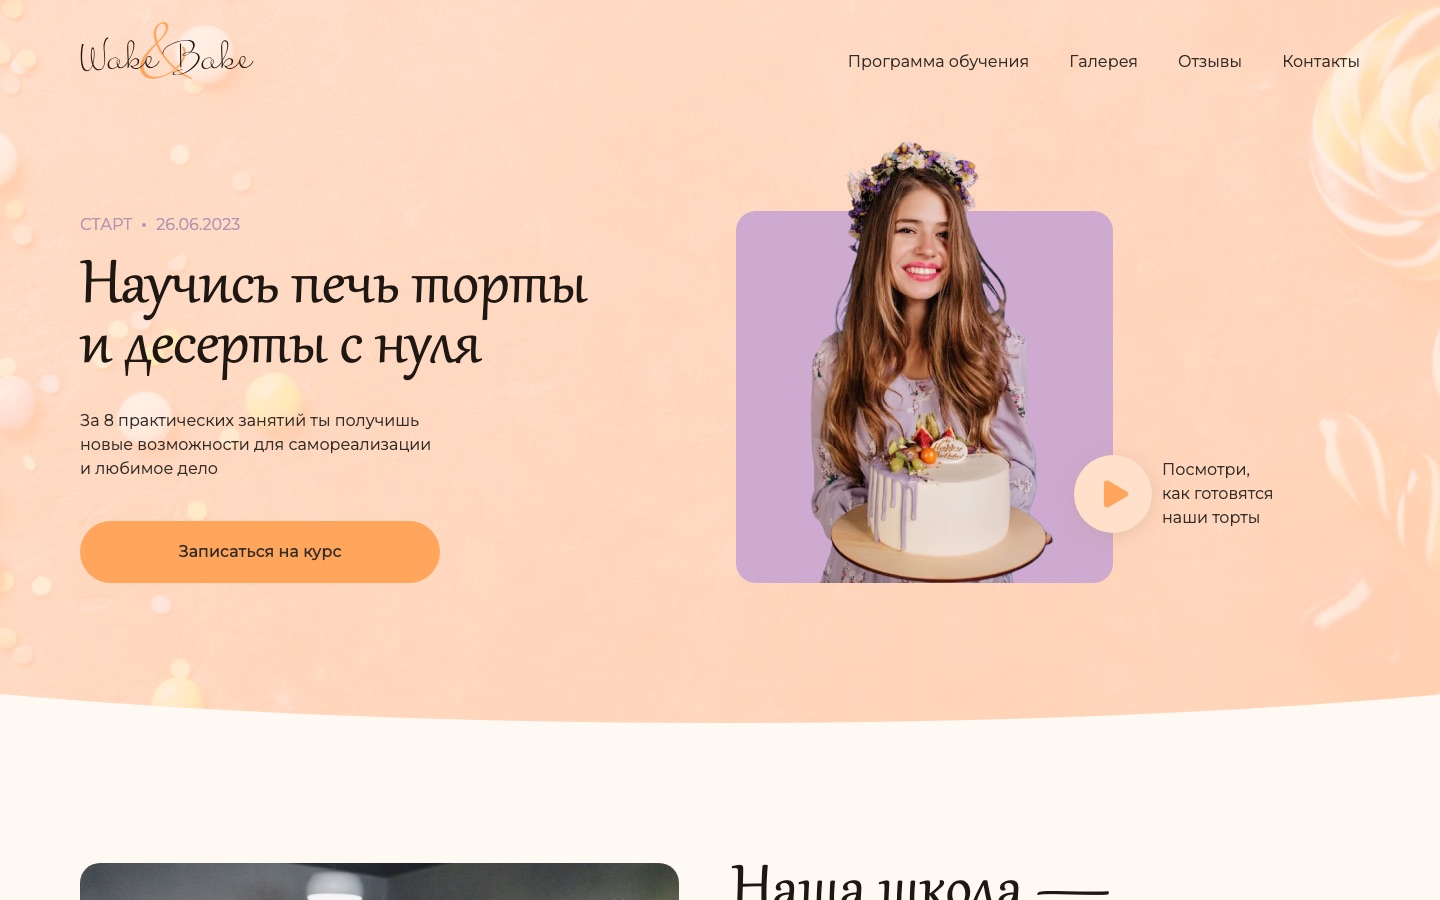 Wake & Bake
Программа обучения
Галерея
Отзывы
Контакты
СТАРТ • 26.06.2023
Научись печь торты
и десерты с нуля
За 8 практических занятий ты получишь
новые возможности для самореализации
и любимое дело
Записаться на курс
Happy
Birthday
Посмотри,
как готовятся
наши торты
Наша школа —